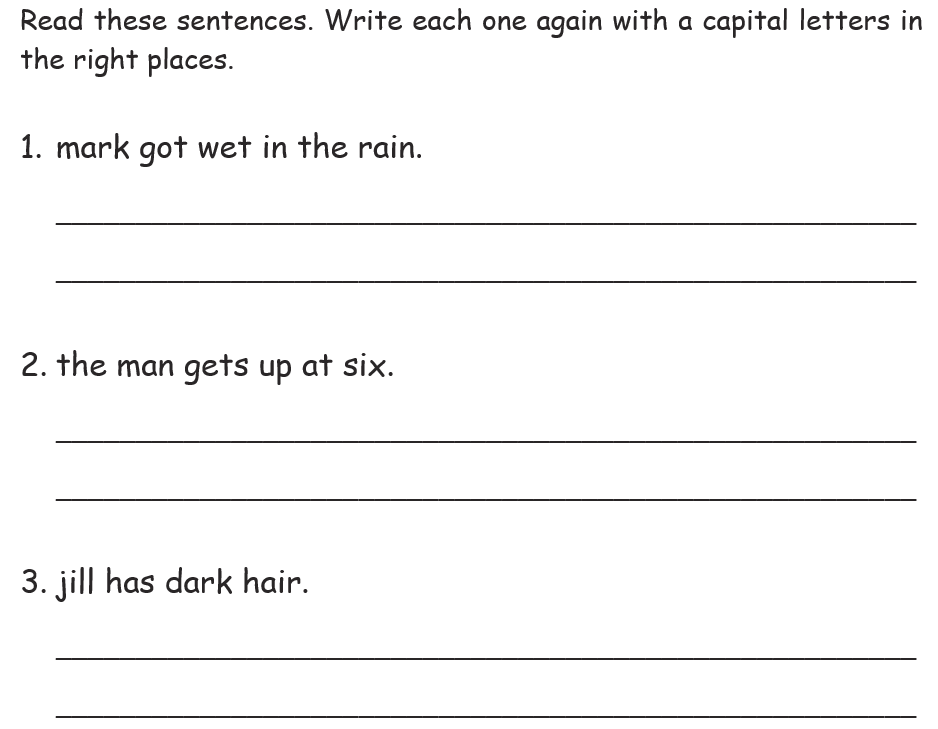 Read these sentences. Write each one again with a capital letters in
the right places.
1. mark got wet in the rain.
2. the man gets up at six.
3. jill has dark hair.